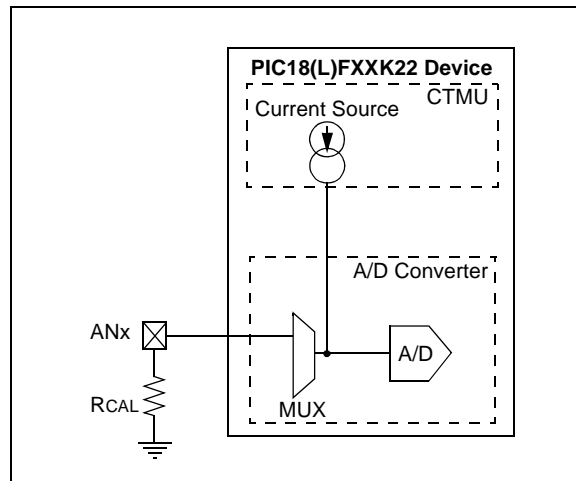 PIC18(L)FXXK22 Device
CTMU
Current Source
A/D Converter
ANx
A/D
RCAL
MUX